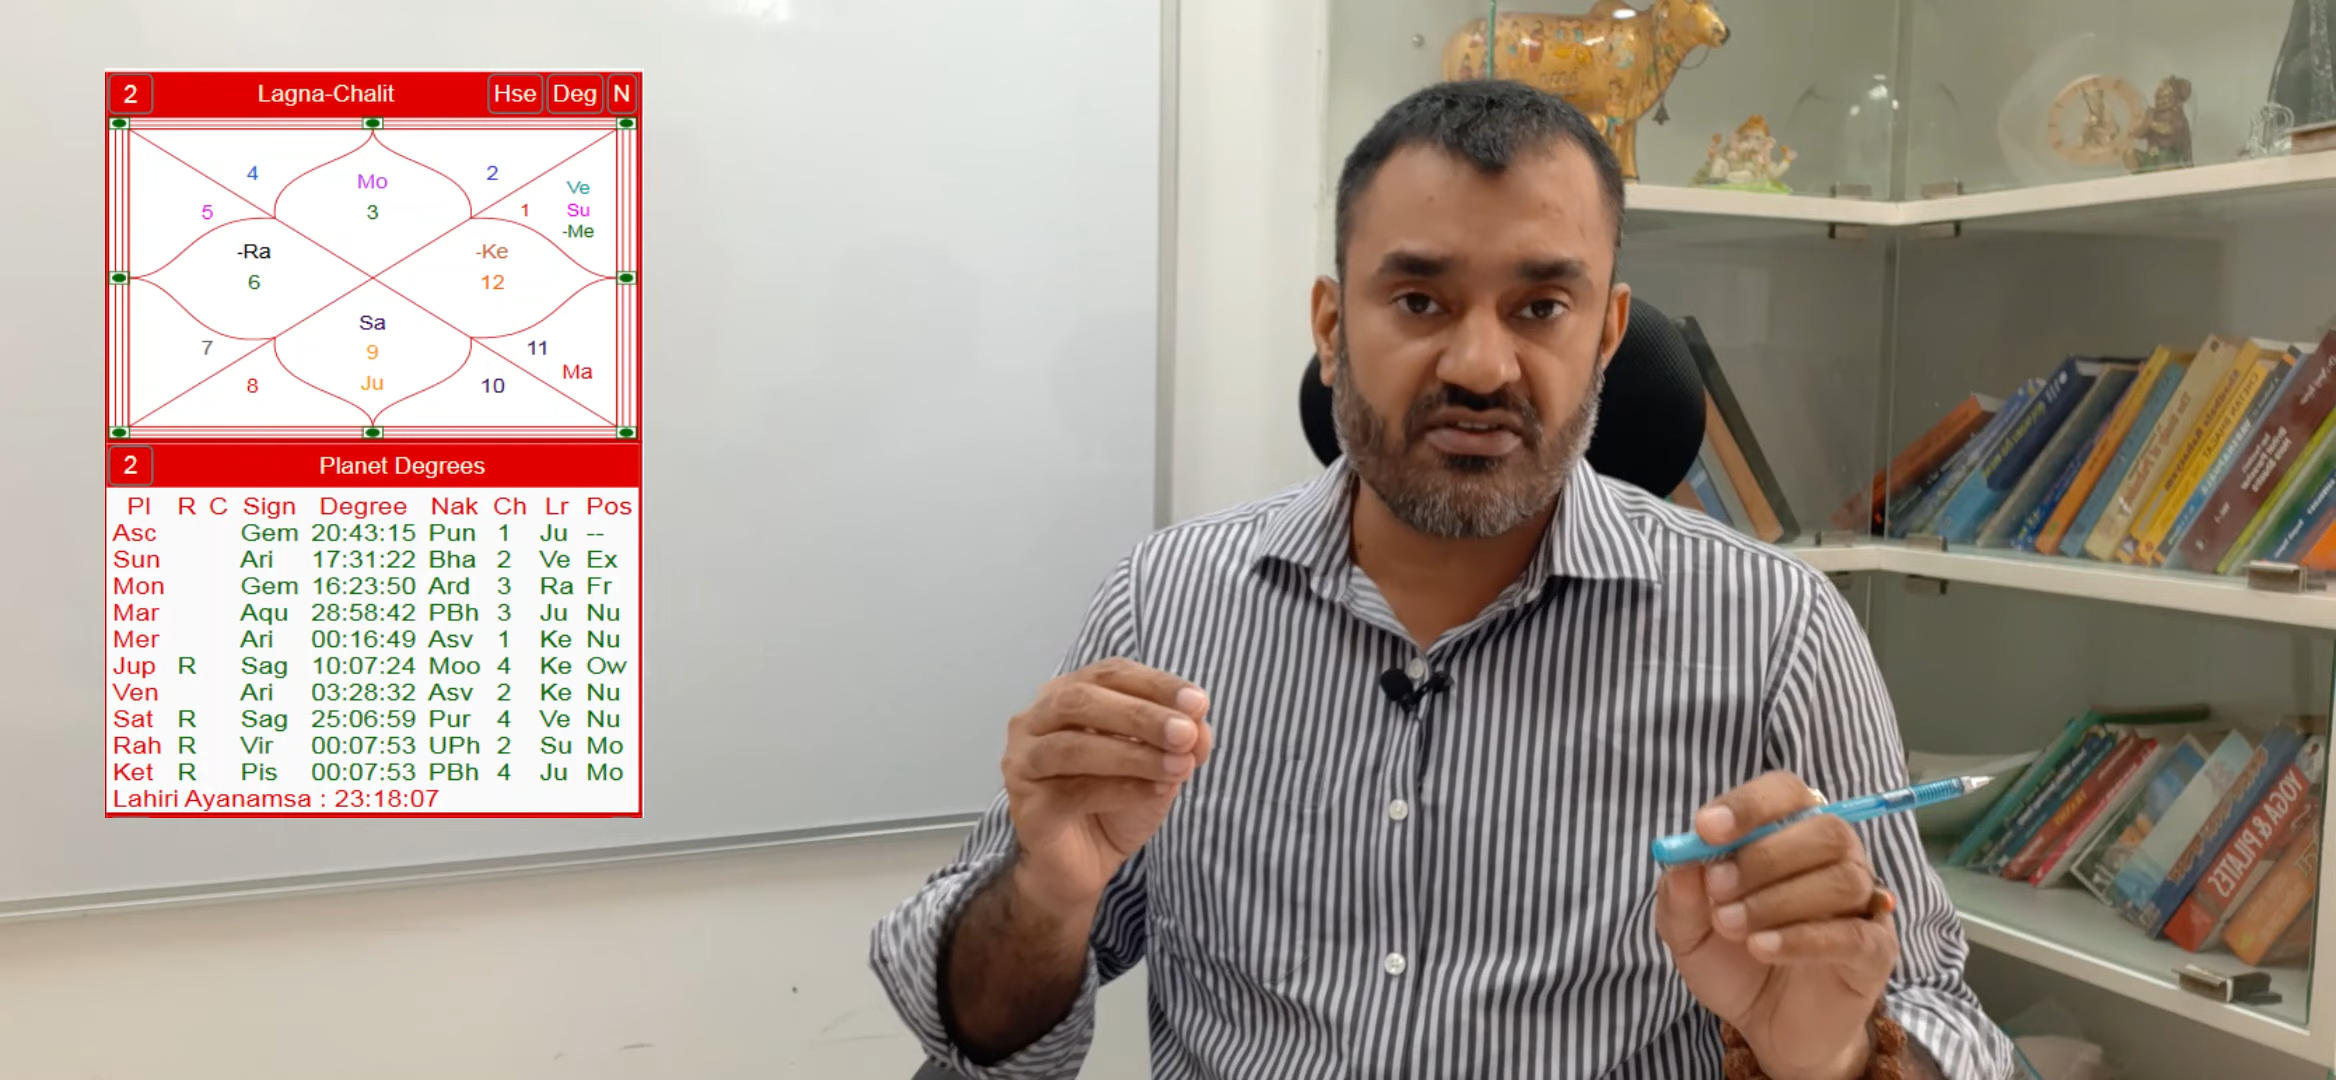 2 Lagna-Chalit Hse Deg N
4 Mo 2 Ve
5 3 1 Su
-Me
-Ra -Ke
6 12
Sa
7 9 11
Ma
8 Ju 10
2 Planet Degrees
Pl R C Sign Degree Nak Ch Lr Pos
Asc Gem 20:43:15 Pun 1 Ju --
Sun Ari 17:31:22 Bha 2 Ve Ex
Mon Gem 16:23:50 Ard 3 Ra Fr
Mar Aqu 28:58:42 PBh 3 Ju Nu
Mer Ari 00:16:49 Asv 1 Ke Nu
Jup R Sag 10:07:24 Moo 4 Ke Ow
Ven Ari 03:28:32 Asv 2 Ke Nu
Sat R Sag 25:06:59 Pur 4 Ve Nu
Rah R Vir 00:07:53 UPh 2 Su Mo
Ket R Pis 00:07:53 PBh 4 Ju Mo
Lahiri Ayanamsa : 23:18:07
YOGA & PILATES